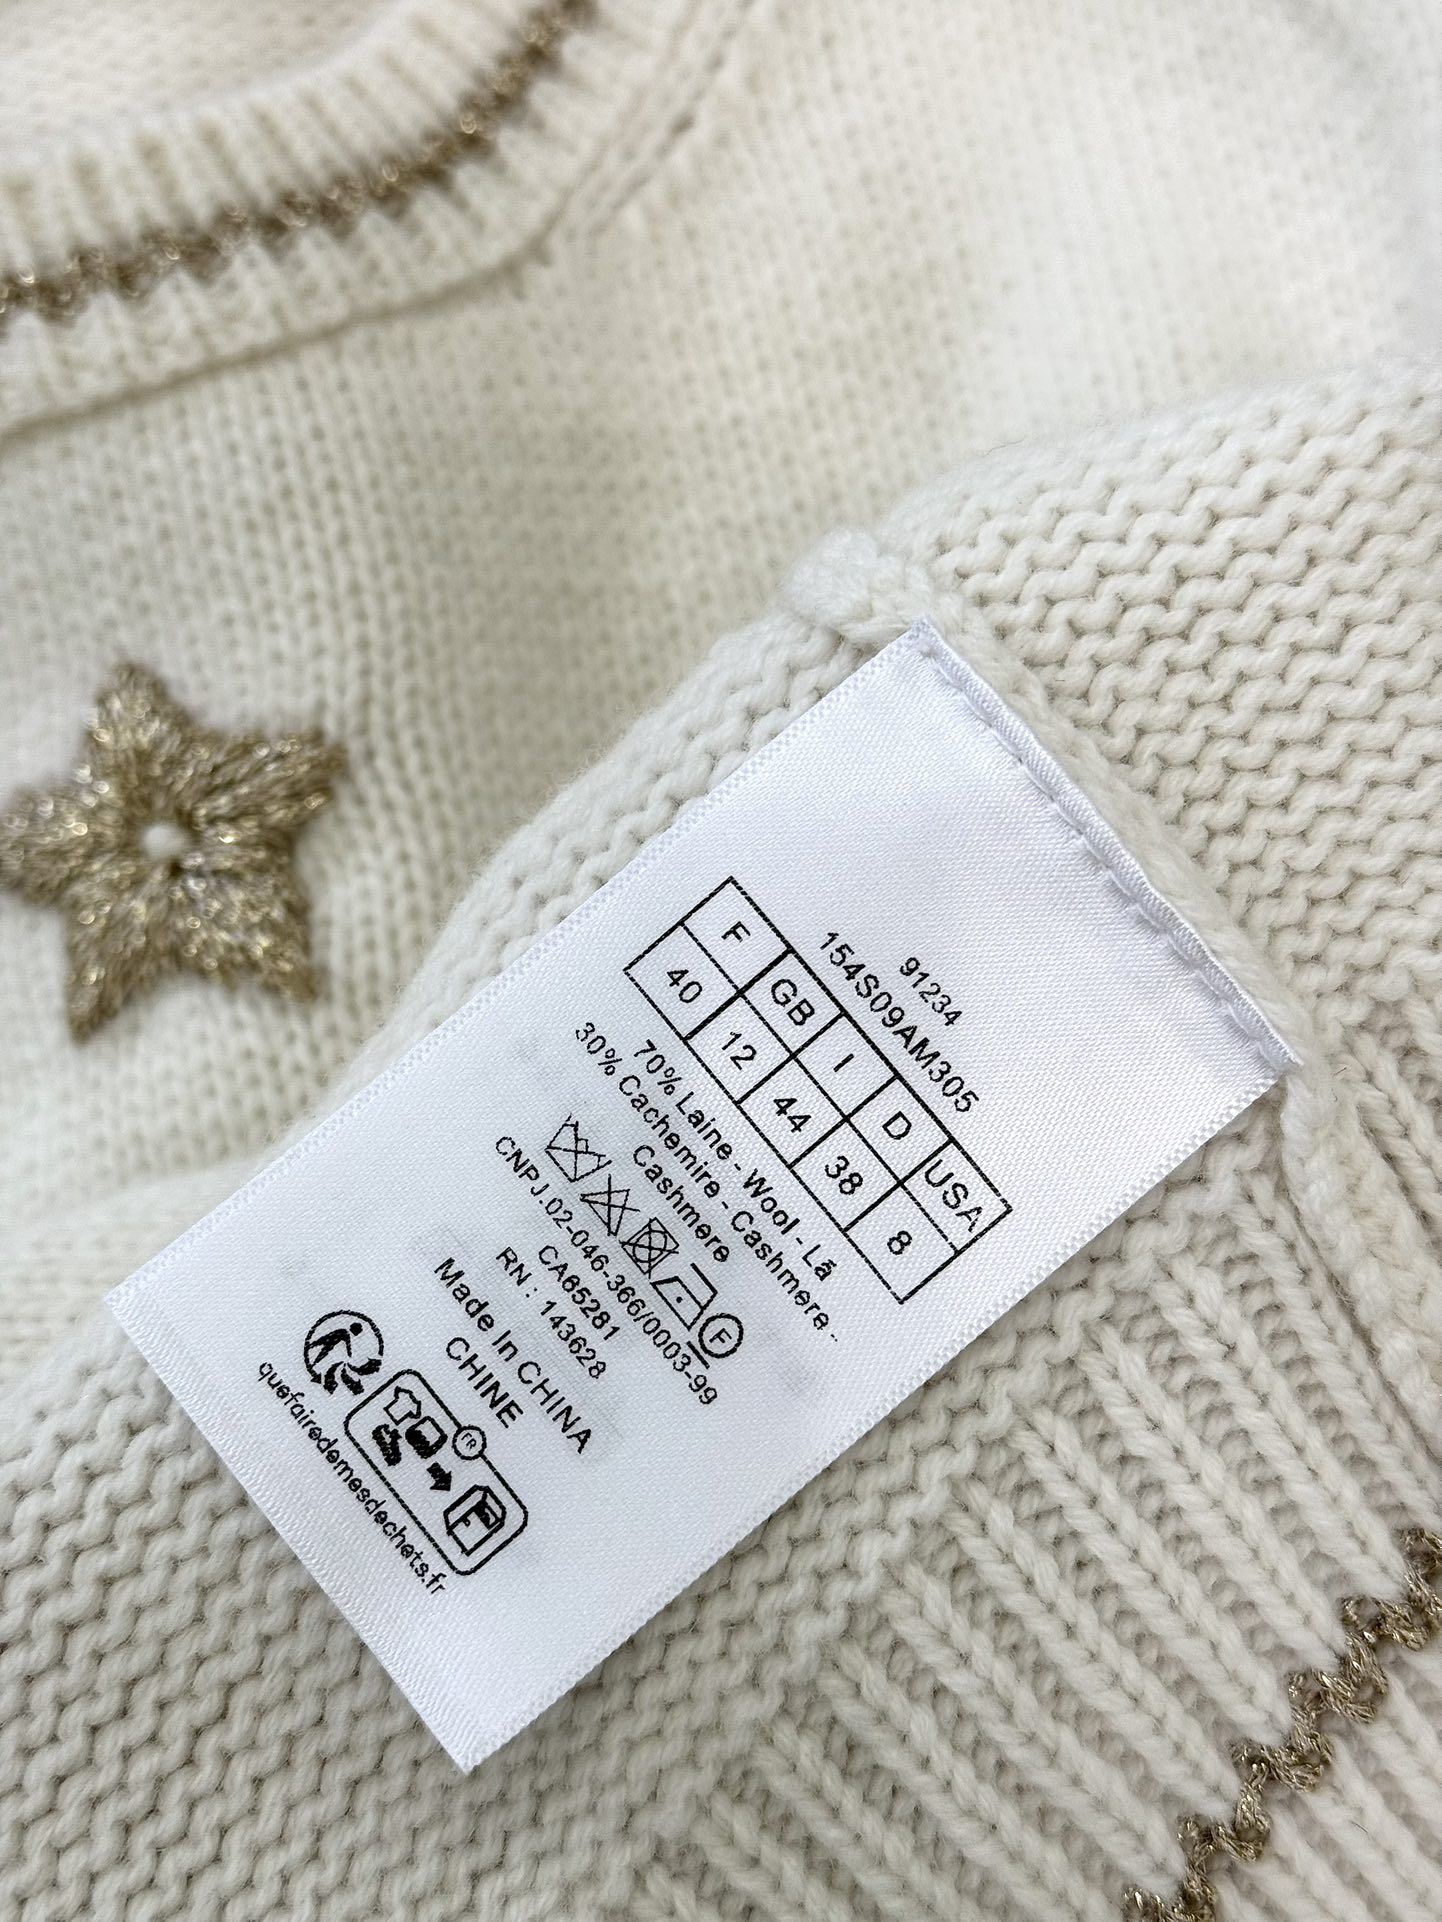 91234
154S09AM305
F GB I D USA
40 12 44 38 8
70% Laine - Wool - Lã
30% Cachemire - Cashmere -
Cashmere
F
CNPJ.02-046-366/0003-99
CA65281
RN : 143628
Made In CHINA
CHINE
FR
quefairedemesdechets.fr